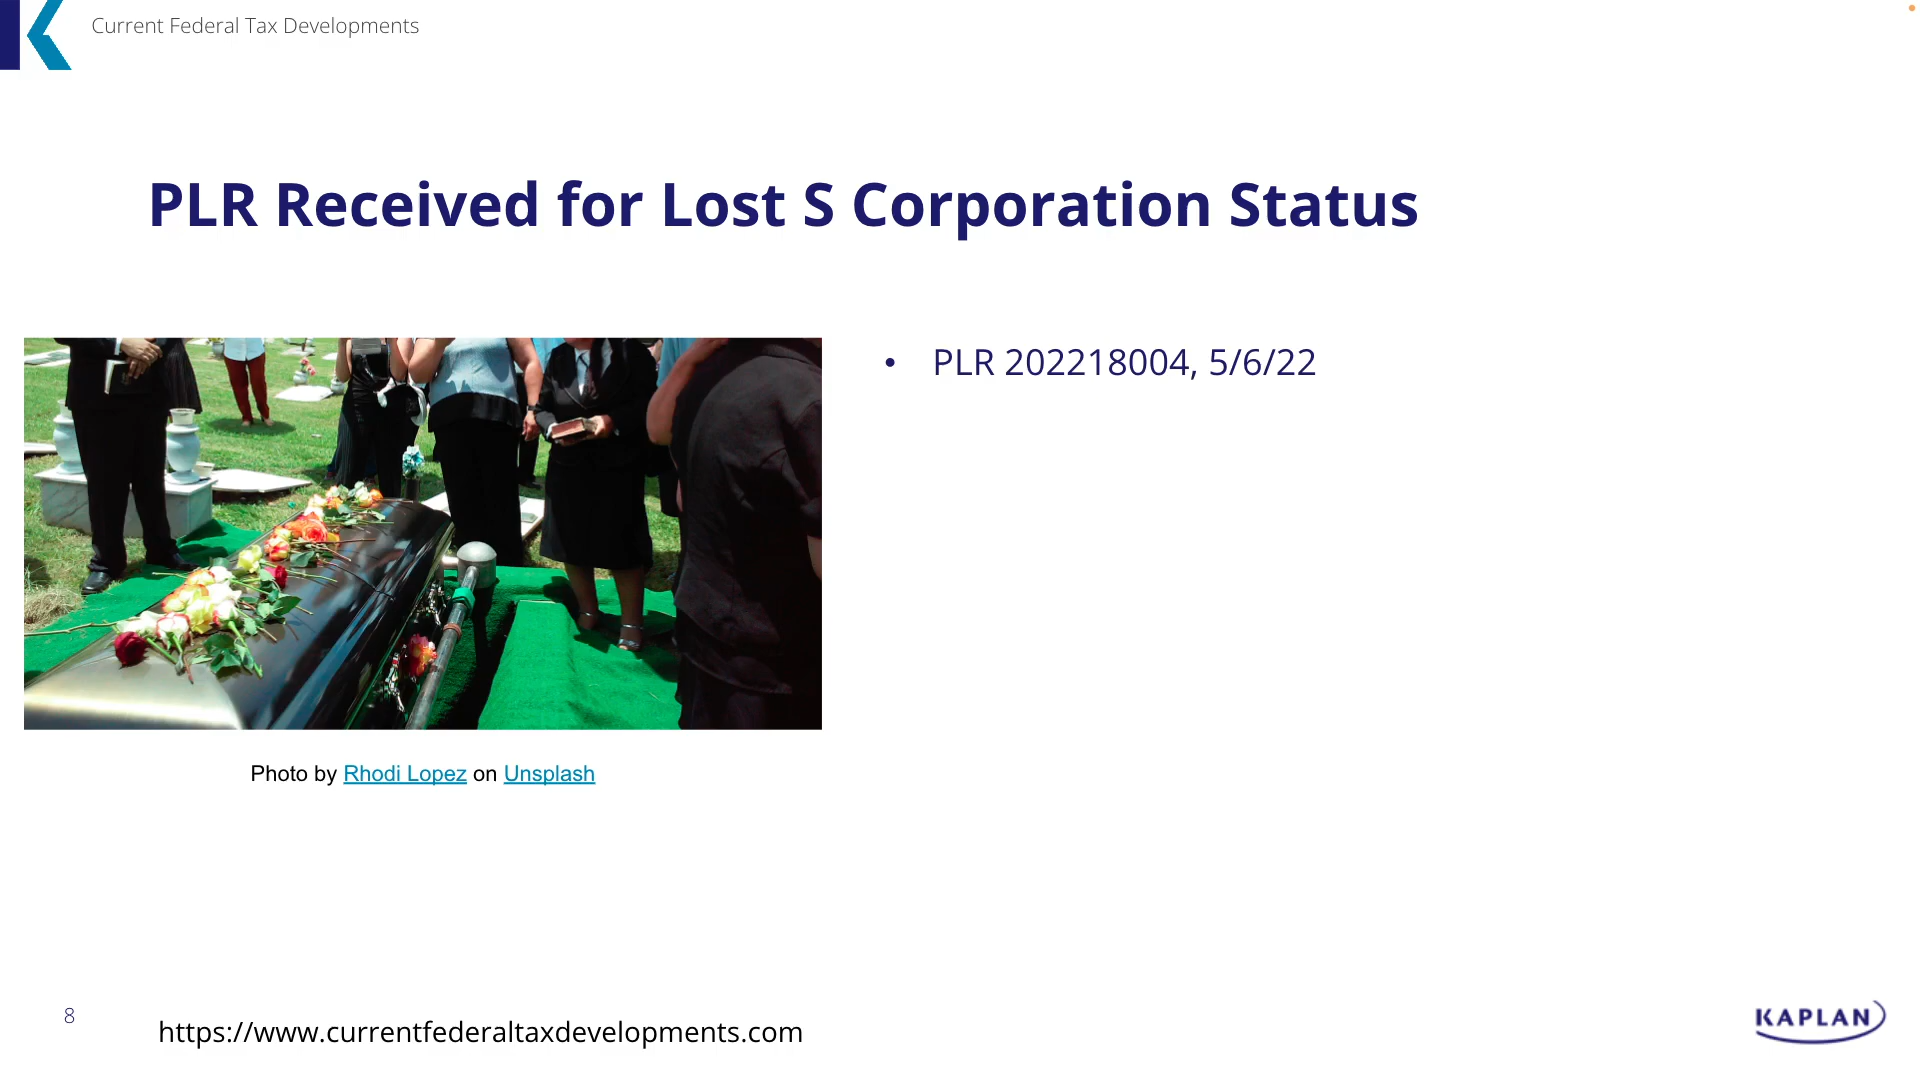 Current Federal Tax Developments
PLR Received for Lost S Corporation Status
• PLR 202218004, 5/6/22
Photo by Rhodi Lopez on Unsplash
8
https://www.currentfederaltaxdevelopments.com
KAPLAN